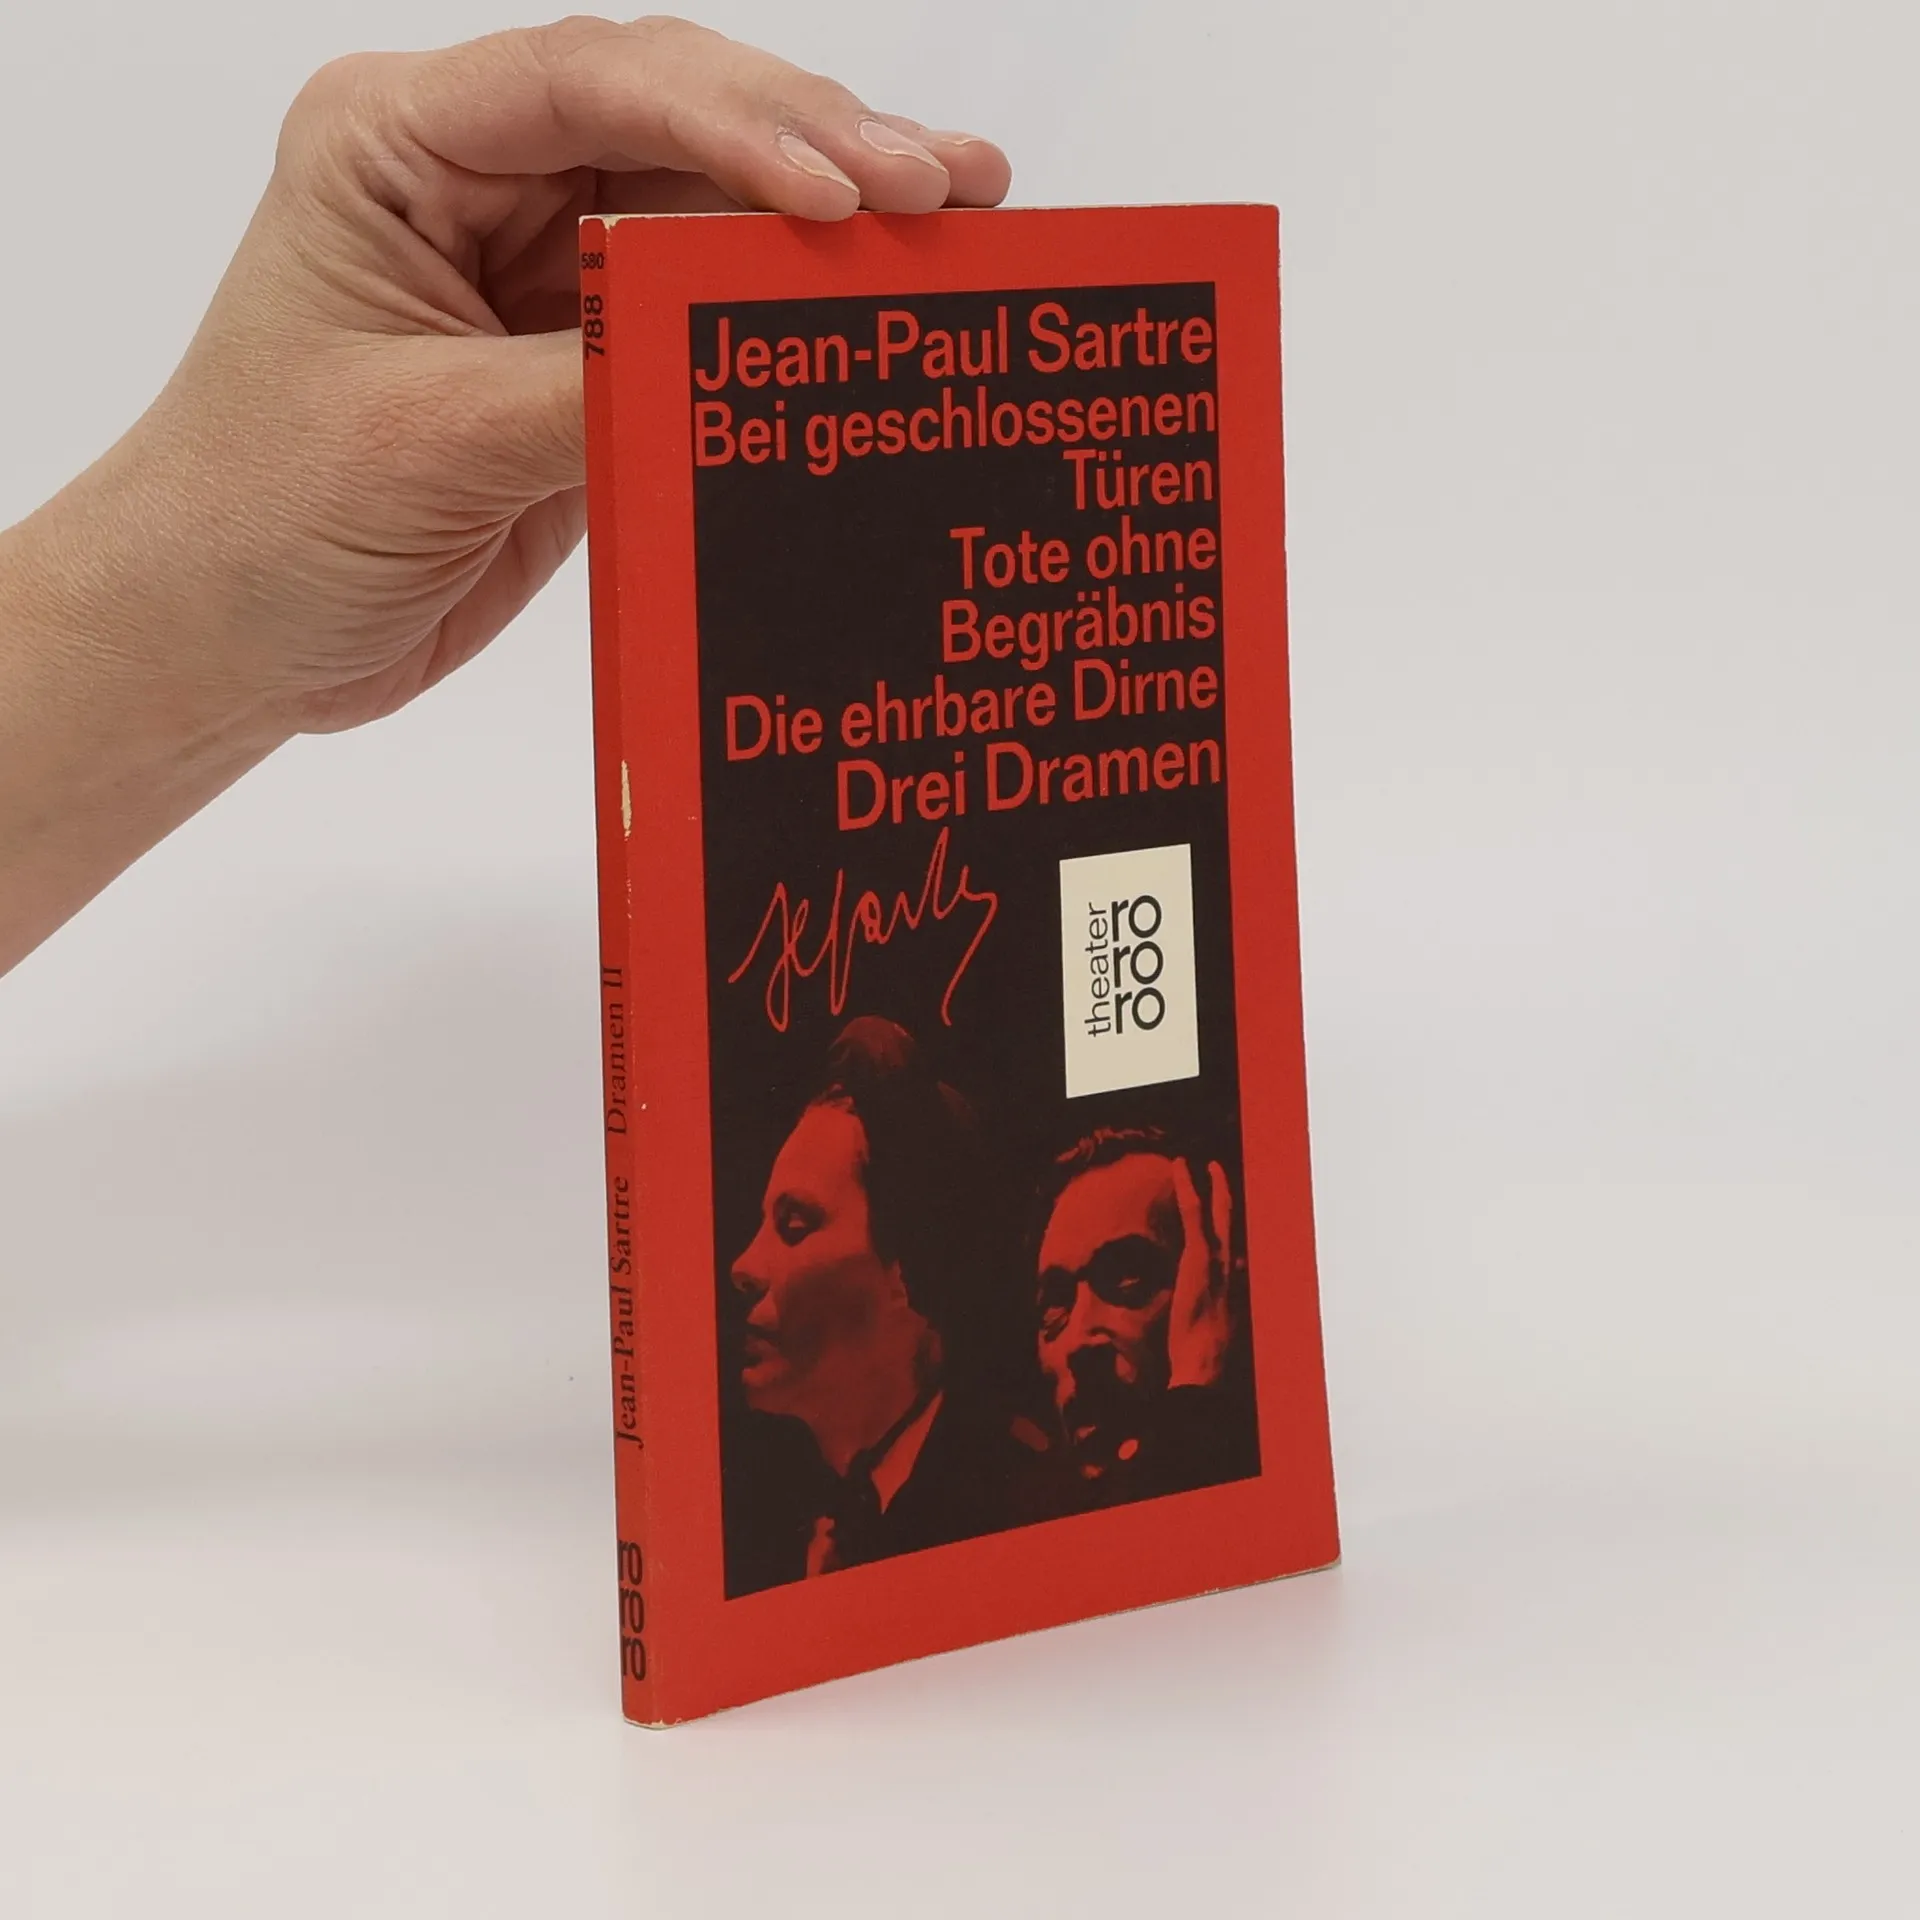 Jean-Paul Sartre
Bei geschlossenen
Türen
Tote ohne
Begräbnis
Die ehrbare Dirne
Drei Dramen
theater
ro
ro
ro
580
788
Jean-Paul Sartre Dramen II
ro
ro
ro